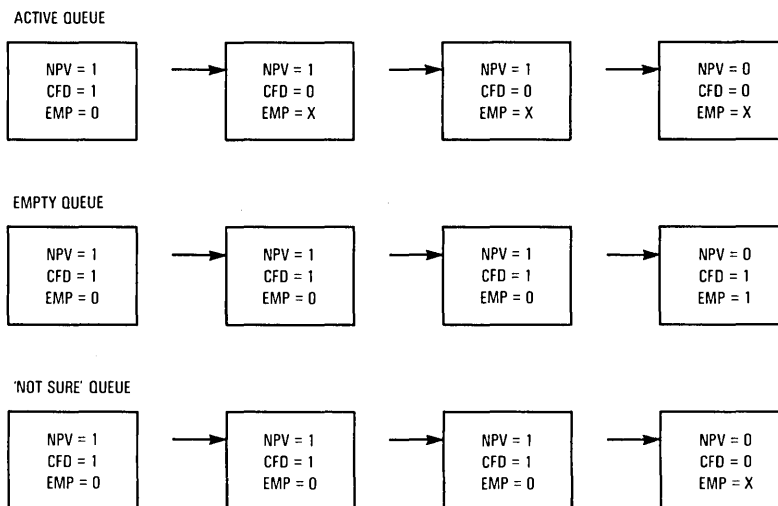 ACTIVE QUEUE
NPV = 1
CFD = 1
EMP = 0
NPV = 1
CFD = 0
EMP = X
NPV = 1
CFD = 0
EMP = X
NPV = 0
CFD = 0
EMP = X
EMPTY QUEUE
NPV = 1
CFD = 1
EMP = 0
NPV = 1
CFD = 1
EMP = 0
NPV = 1
CFD = 1
EMP = 0
NPV = 0
CFD = 1
EMP = 1
'NOT SURE' QUEUE
NPV = 1
CFD = 1
EMP = 0
NPV = 1
CFD = 1
EMP = 0
NPV = 1
CFD = 1
EMP = 0
NPV = 0
CFD = 0
EMP = X